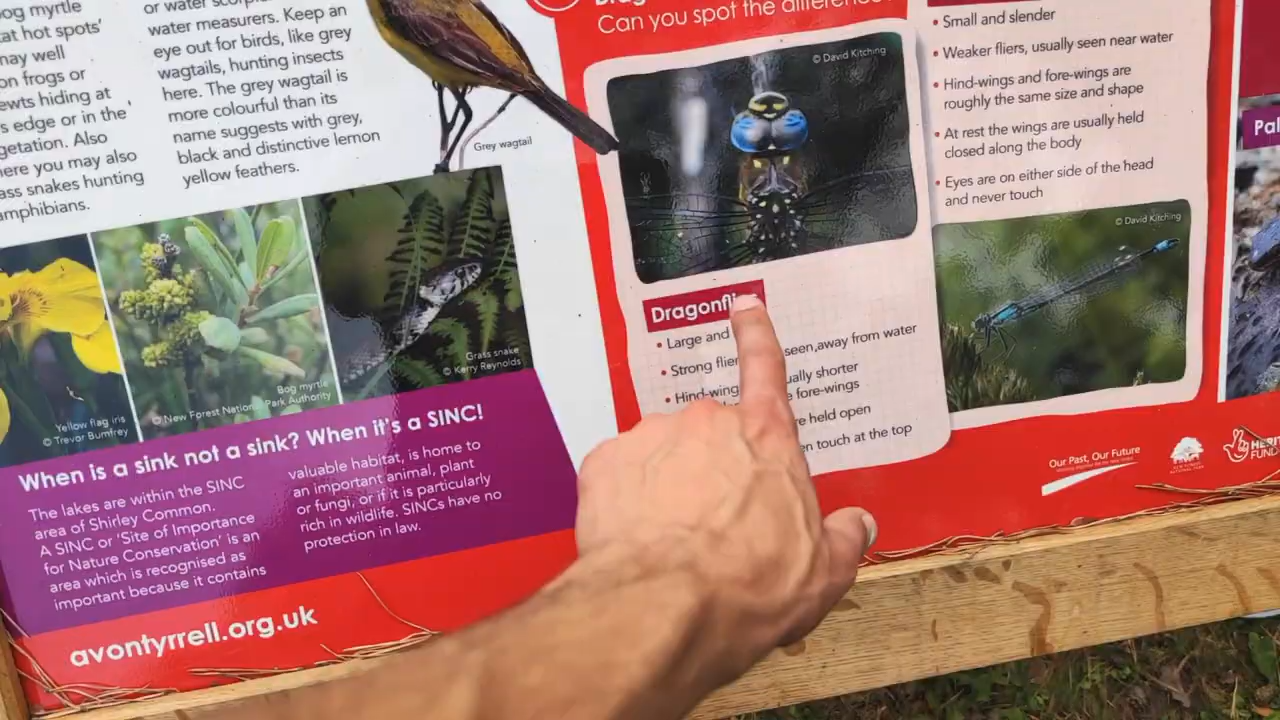 bog myrtle
at hot spots'
may well
on frogs or
ewts hiding at
s edge or in the
getation. Also
here you may also
ass snakes hunting
amphibians.
or water
water measurers. Keep an
eye out for birds, like grey
wagtails, hunting insects
here. The grey wagtail is
more colourful than its
name suggests with grey,
black and distinctive lemon
yellow feathers.
Grey wagtail
Yellow flag iris
© Trevor Bumfrey
Bog myrtle
© New Forest National Park Authority
Grass snake
© Kerry Reynolds
When is a sink not a sink? When it's a SINC!
The lakes are within the SINC
area of Shirley Common.
A SINC or 'Site of Importance
for Nature Conservation' is an
area which is recognised as
important because it contains
valuable habitat, is home to
an important animal, plant
or fungi, or if it is particularly
rich in wildlife. SINCs have no
protection in law.
avontyrrell.org.uk
Can you spot the difference
© David Kitching
Dragonfli
• Large and
• Strong flier seen, away from water
• Hind-wing ually shorter
fore-wings
re held open
en touch at the top
• Small and slender
• Weaker fliers, usually seen near water
• Hind-wings and fore-wings are
roughly the same size and shape
• At rest the wings are usually held
closed along the body
• Eyes are on either side of the head
and never touch
© David Kitching
Our Past, Our Future
HERI
FUND
Pal